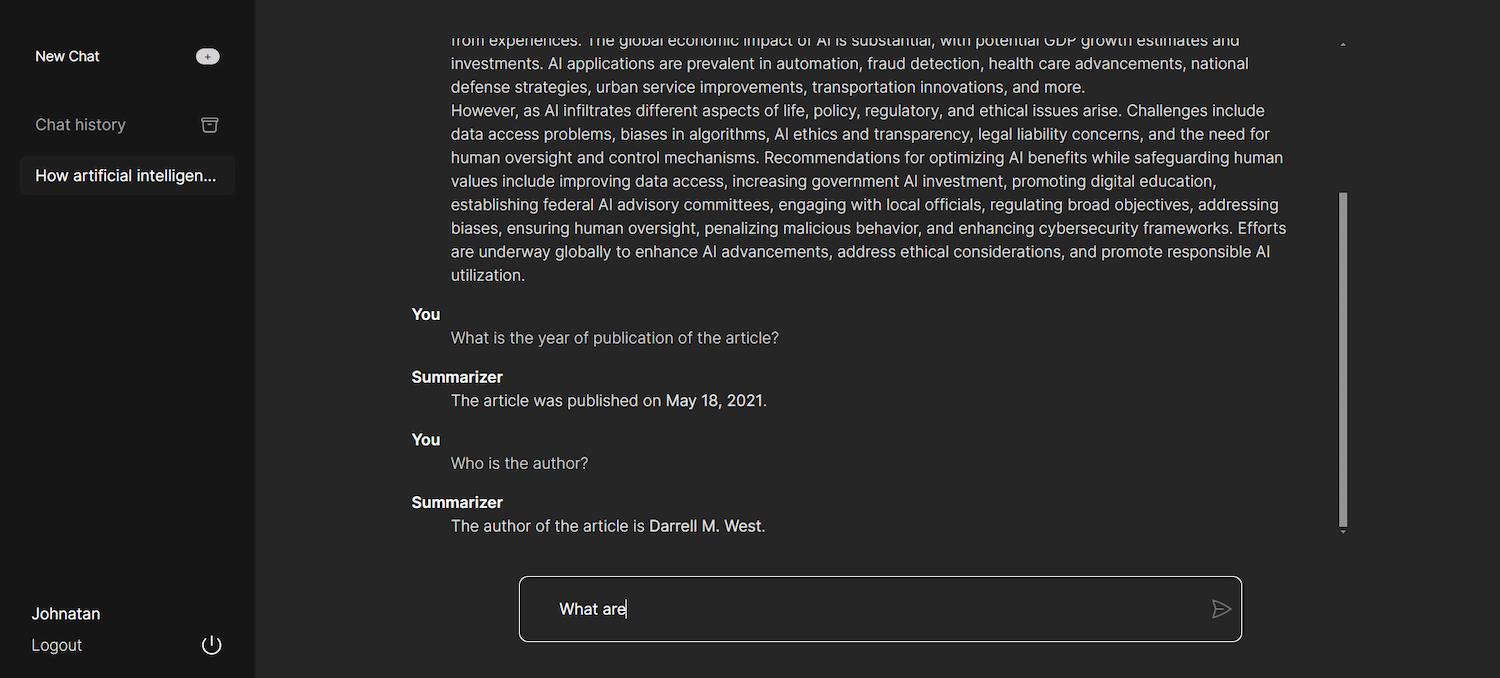 New Chat
Chat history
How artificial intelligen...
from experiences. The global economic impact of AI is substantial, with potential GDP growth estimates and
investments. AI applications are prevalent in automation, fraud detection, health care advancements, national
defense strategies, urban service improvements, transportation innovations, and more.
However, as AI infiltrates different aspects of life, policy, regulatory, and ethical issues arise. Challenges include
data access problems, biases in algorithms, AI ethics and transparency, legal liability concerns, and the need for
human oversight and control mechanisms. Recommendations for optimizing AI benefits while safeguarding human
values include improving data access, increasing government AI investment, promoting digital education,
establishing federal AI advisory committees, engaging with local officials, regulating broad objectives, addressing
biases, ensuring human oversight, penalizing malicious behavior, and enhancing cybersecurity frameworks. Efforts
are underway globally to enhance AI advancements, address ethical considerations, and promote responsible AI
utilization.
You
What is the year of publication of the article?
Summarizer
The article was published on May 18, 2021.
You
Who is the author?
Summarizer
The author of the article is Darrell M. West.
What are
Johnatan
Logout